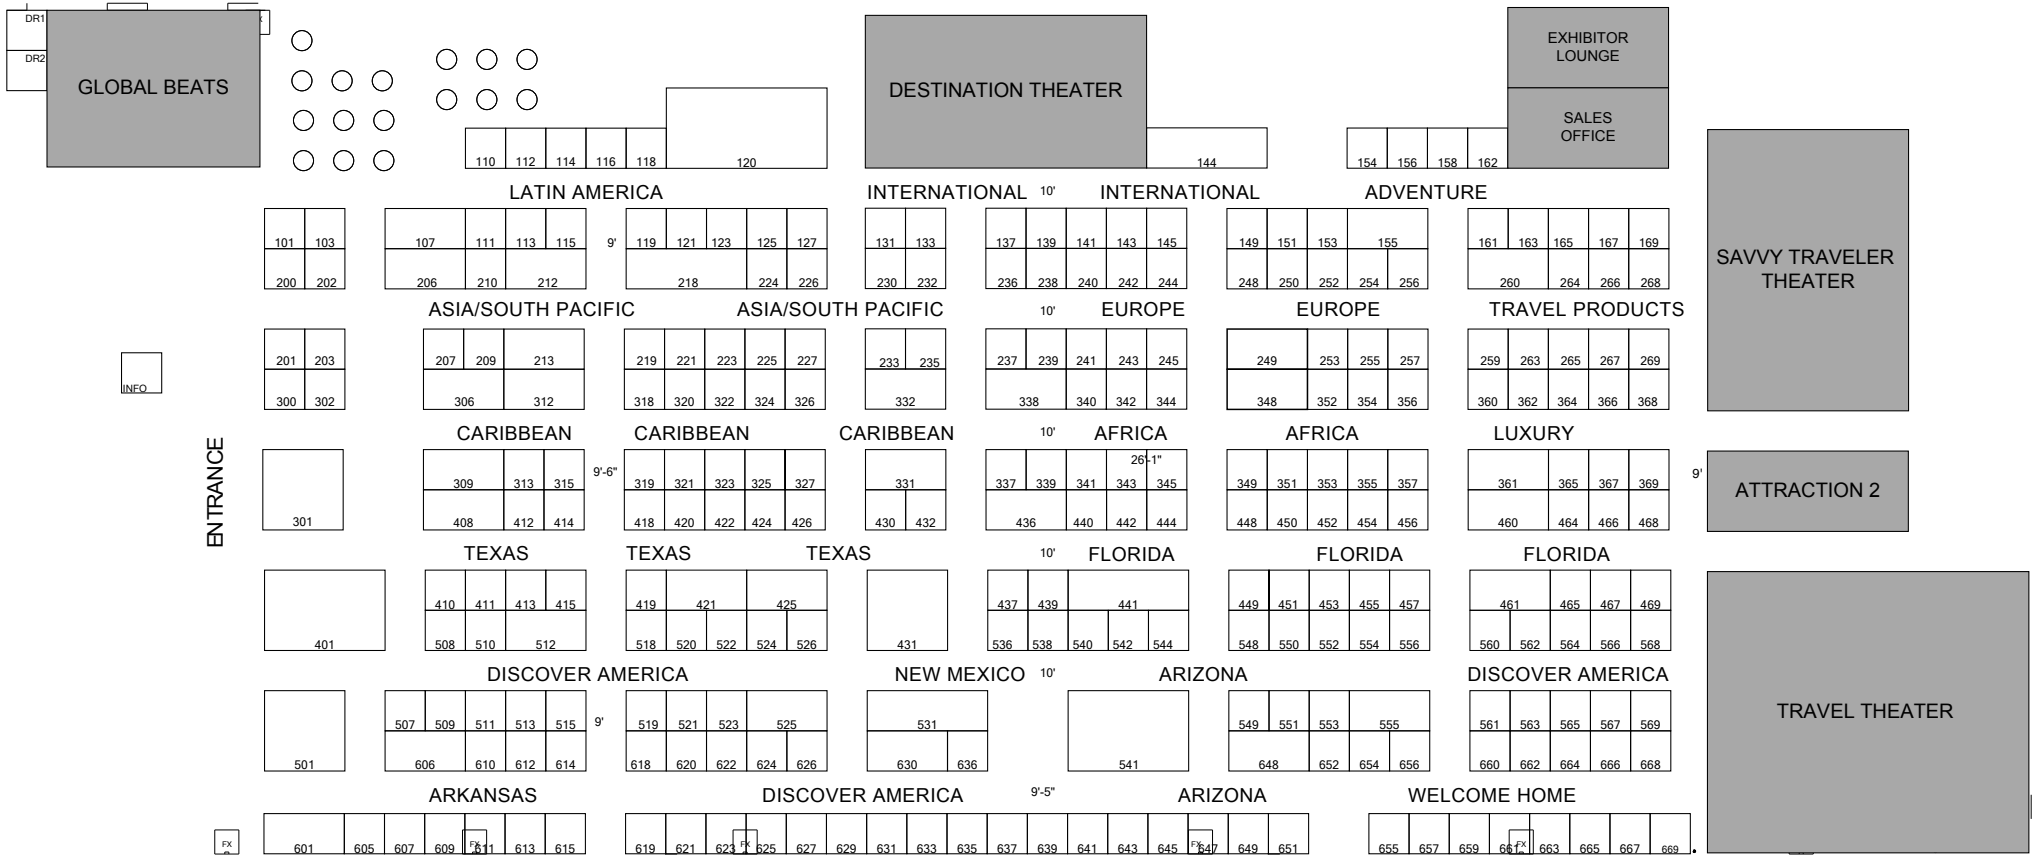 DR1
DR2
GLOBAL BEATS
DESTINATION THEATER
EXHIBITOR
LOUNGE
SALES
OFFICE
110 112 114 116 118 120 144 154 156 158 162
LATIN AMERICA INTERNATIONAL 10' INTERNATIONAL ADVENTURE
101 103 107 111 113 115 9' 119 121 123 125 127 131 133 137 139 141 143 145 149 151 153 155 161 163 165 167 169
200 202 206 210 212 218 224 226 230 232 236 238 240 242 244 248 250 252 254 256 260 264 266 268
SAVVY TRAVELER
THEATER
ASIA/SOUTH PACIFIC ASIA/SOUTH PACIFIC 10' EUROPE EUROPE TRAVEL PRODUCTS
201 203 207 209 213 219 221 223 225 227 233 235 237 239 241 243 245 249 253 255 257 259 263 265 267 269
INFO
300 302 306 312 318 320 322 324 326 332 338 340 342 344 348 352 354 356 360 362 364 366 368
ENTRANCE
CARIBBEAN CARIBBEAN CARIBBEAN 10' AFRICA AFRICA LUXURY
26'-1"
309 313 315 9'-6" 319 321 323 325 327 331 337 339 341 343 345 349 351 353 355 357 361 365 367 369 9'
ATTRACTION 2
301 408 412 414 418 420 422 424 426 430 432 436 440 442 444 448 450 452 454 456 460 464 466 468
TEXAS TEXAS TEXAS 10' FLORIDA FLORIDA FLORIDA
410 411 413 415 419 421 425 437 439 441 449 451 453 455 457 461 465 467 469
401 508 510 512 518 520 522 524 526 431 536 538 540 542 544 548 550 552 554 556 560 562 564 566 568
DISCOVER AMERICA NEW MEXICO 10' ARIZONA DISCOVER AMERICA
TRAVEL THEATER
507 509 511 513 515 9' 519 521 523 525 531 549 551 553 555 561 563 565 567 569
501 606 610 612 614 618 620 622 624 626 630 636 541 648 652 654 656 660 662 664 666 668
ARKANSAS DISCOVER AMERICA 9'-5" ARIZONA WELCOME HOME
FX FX FX FX FX
601 605 607 609 611 613 615 619 621 623 625 627 629 631 633 635 637 639 641 643 645 647 649 651 655 657 659 661 663 665 667 669